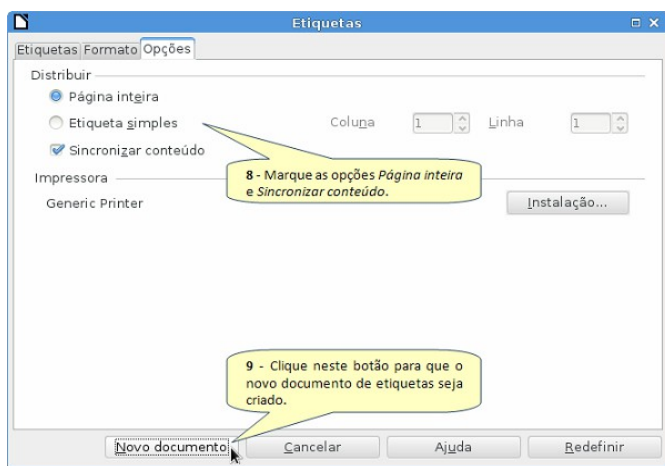 Etiquetas
Etiquetas Formato Opções
Distribuir
Página inteira
Etiqueta simples Coluna 1 Linha 1
Sincronizar conteúdo
8 - Marque as opções Página inteira
e Sincronizar conteúdo.
Impressora
Generic Printer Instalação...
9 - Clique neste botão para que o
novo documento de etiquetas seja
criado.
Novo documento Cancelar Ajuda Redefinir